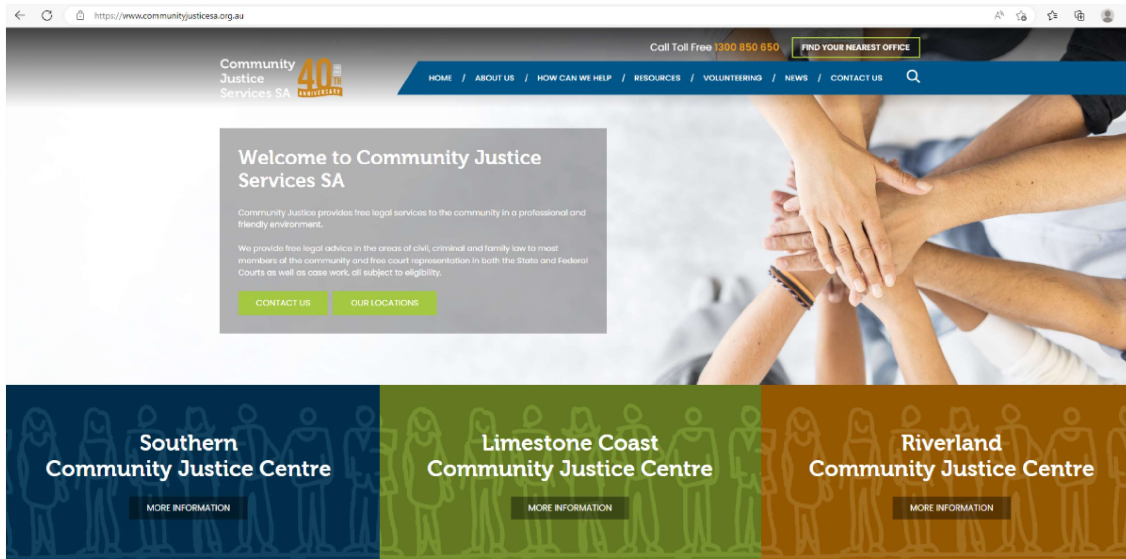 https://www.communityjusticesa.org.au
Call Toll Free 1300 850 650
FIND YOUR NEAREST OFFICE
Community
Justice
Services SA
40TH
ANNIVERSARY
HOME / ABOUT US / HOW CAN WE HELP / RESOURCES / VOLUNTEERING / NEWS / CONTACT US
Welcome to Community Justice
Services SA
Community Justice provides free legal services to the community in a professional and
friendly environment.
We provide free legal advice in the areas of civil, criminal and family law to most
members of the community and free court representation in both the State and Federal
Courts as well as case work, all subject to eligibility.
CONTACT US
OUR LOCATIONS
Southern
Community Justice Centre
MORE INFORMATION
Limestone Coast
Community Justice Centre
MORE INFORMATION
Riverland
Community Justice Centre
MORE INFORMATION